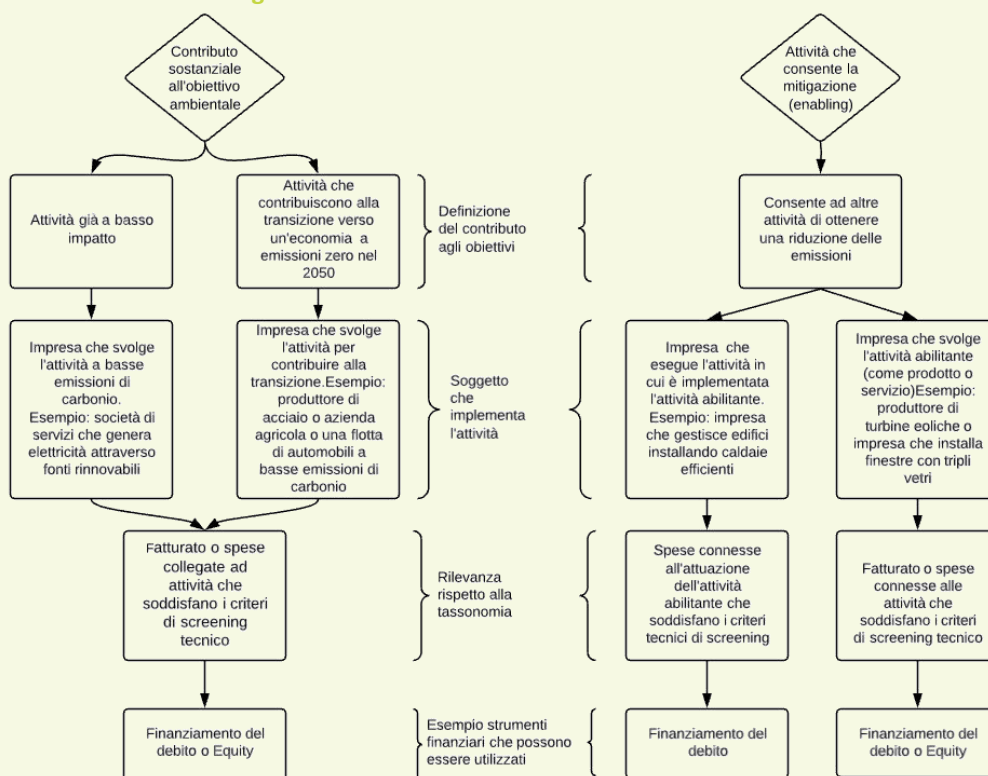 Contributo
sostanziale
all'obiettivo
ambientale
Attività che
consente la
mitigazione
(enabling)
Attività già a basso
impatto
Attività che
contribuiscono alla
transizione verso
un'economia a
emissioni zero nel
2050
Definizione
del contributo
agli obiettivi
Consente ad altre
attività di ottenere
una riduzione delle
emissioni
Impresa che svolge
l'attività a basse
emissioni di
carbonio.
Esempio: società di
servizi che genera
elettricità attraverso
fonti rinnovabili
Impresa che svolge
l'attività per
contribuire alla
transizione.Esempio:
produttore di
acciaio o azienda
agricola o una flotta
di automobili a
basse emissioni di
carbonio
Soggetto
che
implementa
l'attività
Impresa che
esegue l'attività in
cui è implementata
l'attività abilitante.
Esempio: impresa
che gestisce edifici
installando caldaie
efficienti
Impresa che svolge
l'attività abilitante
(come prodotto o
servizio)Esempio:
produttore di
turbine eoliche o
impresa che installa
finestre con tripli
vetri
Fatturato o spese
collegate ad
attività che
soddisfano i criteri
di screening
tecnico
Rilevanza
rispetto alla
tassonomia
Spese connesse
all'attuazione
dell'attività
abilitante che
soddisfano i criteri
tecnici di screening
Fatturato o spese
connesse alle
attività che
soddisfano i criteri
di screening tecnico
Finanziamento del
debito o Equity
Esempio strumenti
finanziari che possono
essere utilizzati
Finanziamento del
debito
Finanziamento del
debito o Equity